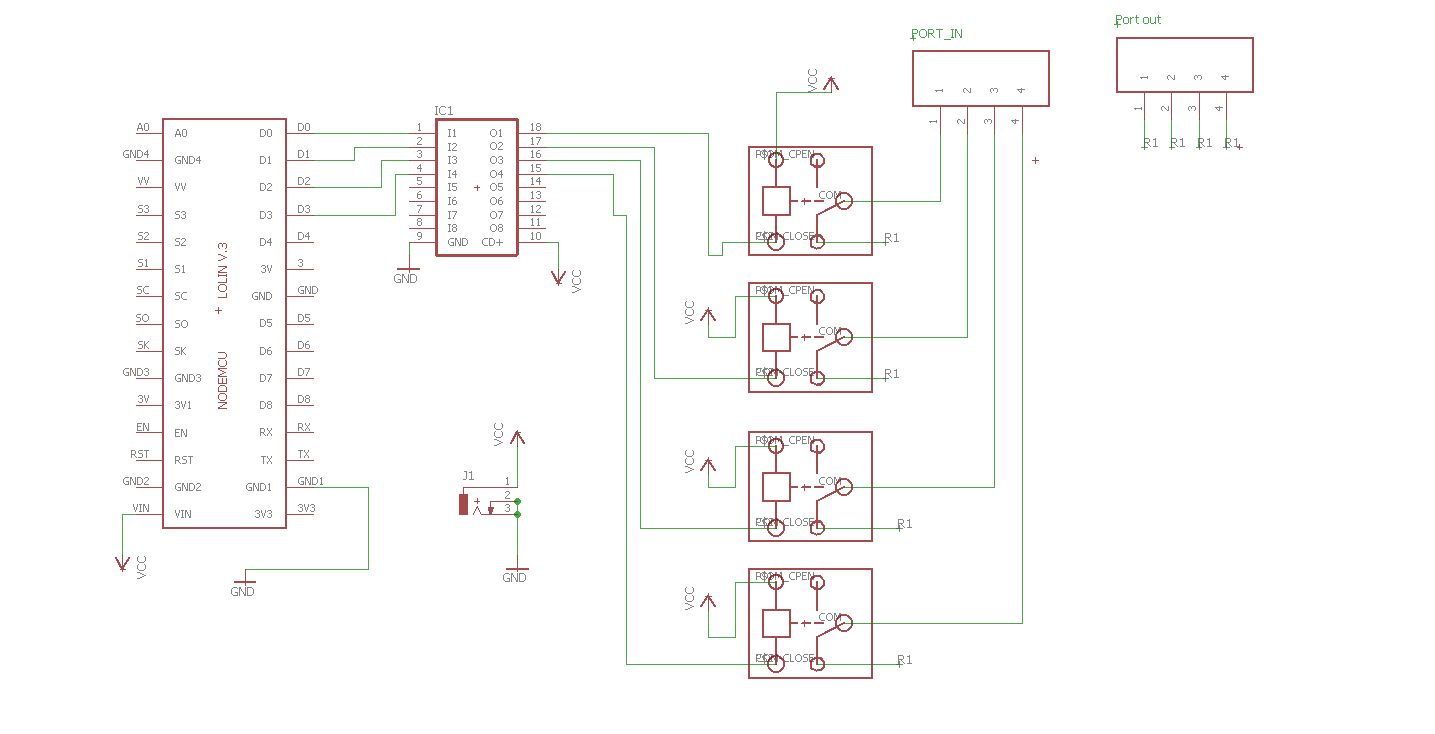 Port out
PORT_IN
1 2 3 4
1 2 3 4
1 2 3 4
1 2 3 4
R1 R1 R1 R1
VCC
IC1
A0 A0 D0 D0
GND4 GND4 D1 D1
VV VV D2 D2
S3 S3 D3 D3
S2 S2 D4 D4
S1 S1 3V 3
SC SC GND GND
SO SO D5 D5
SK SK D6 D6
GND3 GND3 D7 D7
3V 3V1 D8 D8
EN EN RX RX
RST RST TX TX
GND2 GND2 GND1 GND1
VIN VIN 3V3 3V3
NODEMCU LOLIN V.3
VCC
GND
1 I1 O1 18
2 I2 O2 17
3 I3 O3 16
4 I4 O4 15
5 I5 O5 14
6 I6 O6 13
7 I7 O7 12
8 I8 O8 11
9 GND CD+ 10
GND
VCC
VCC
J1
1
2
3
GND
COM
CLOSE
R1
VCC
COM
CLOSE
R1
VCC
COM
CLOSE
R1
VCC
COM
CLOSE
R1